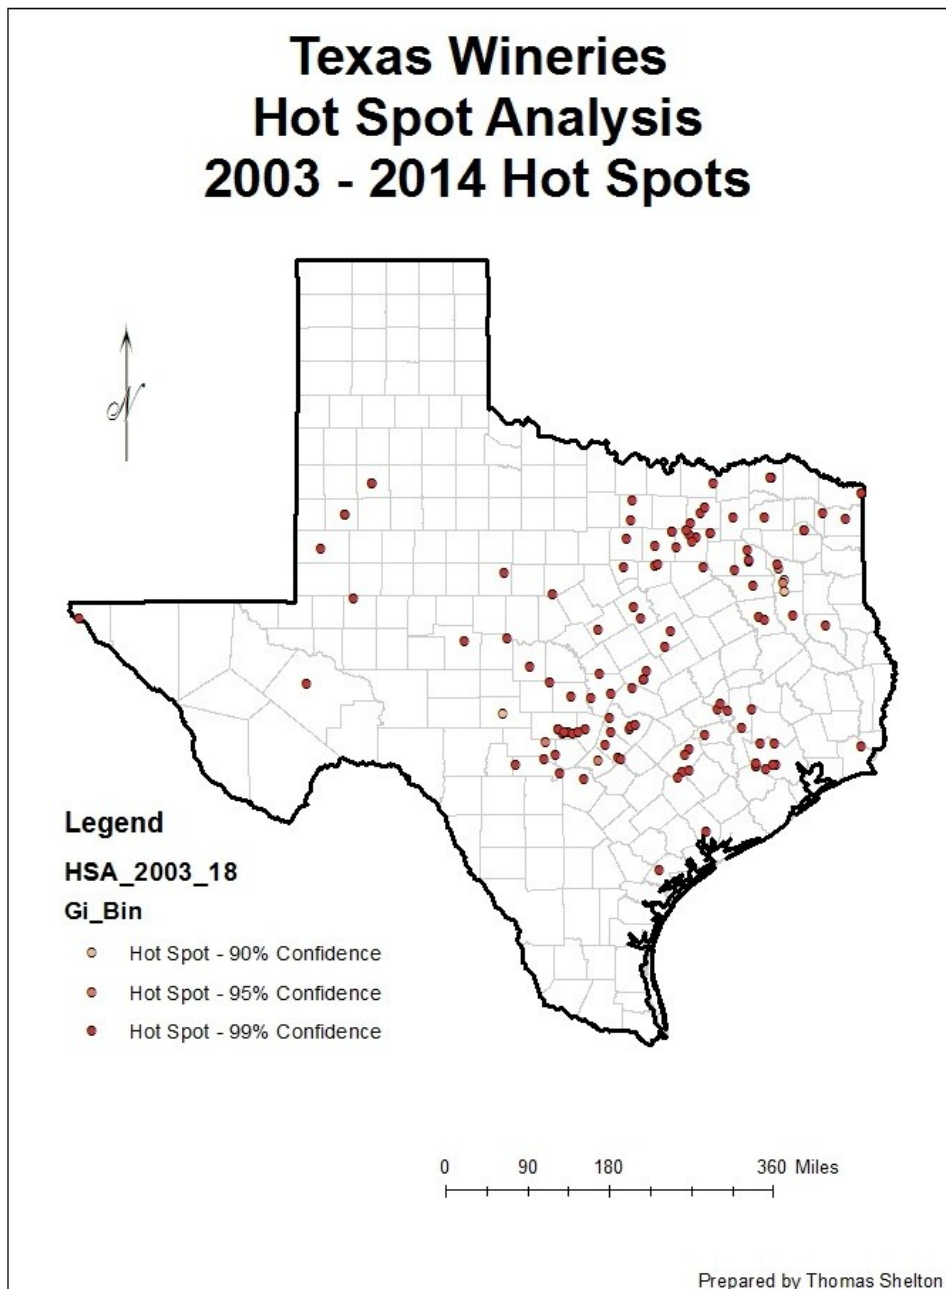 Texas Wineries
Hot Spot Analysis
2003 - 2014 Hot Spots
N
Legend
HSA_2003_18
Gi_Bin
Hot Spot - 90% Confidence
Hot Spot - 95% Confidence
Hot Spot - 99% Confidence
0 90 180 360 Miles
Prepared by Thomas Shelton